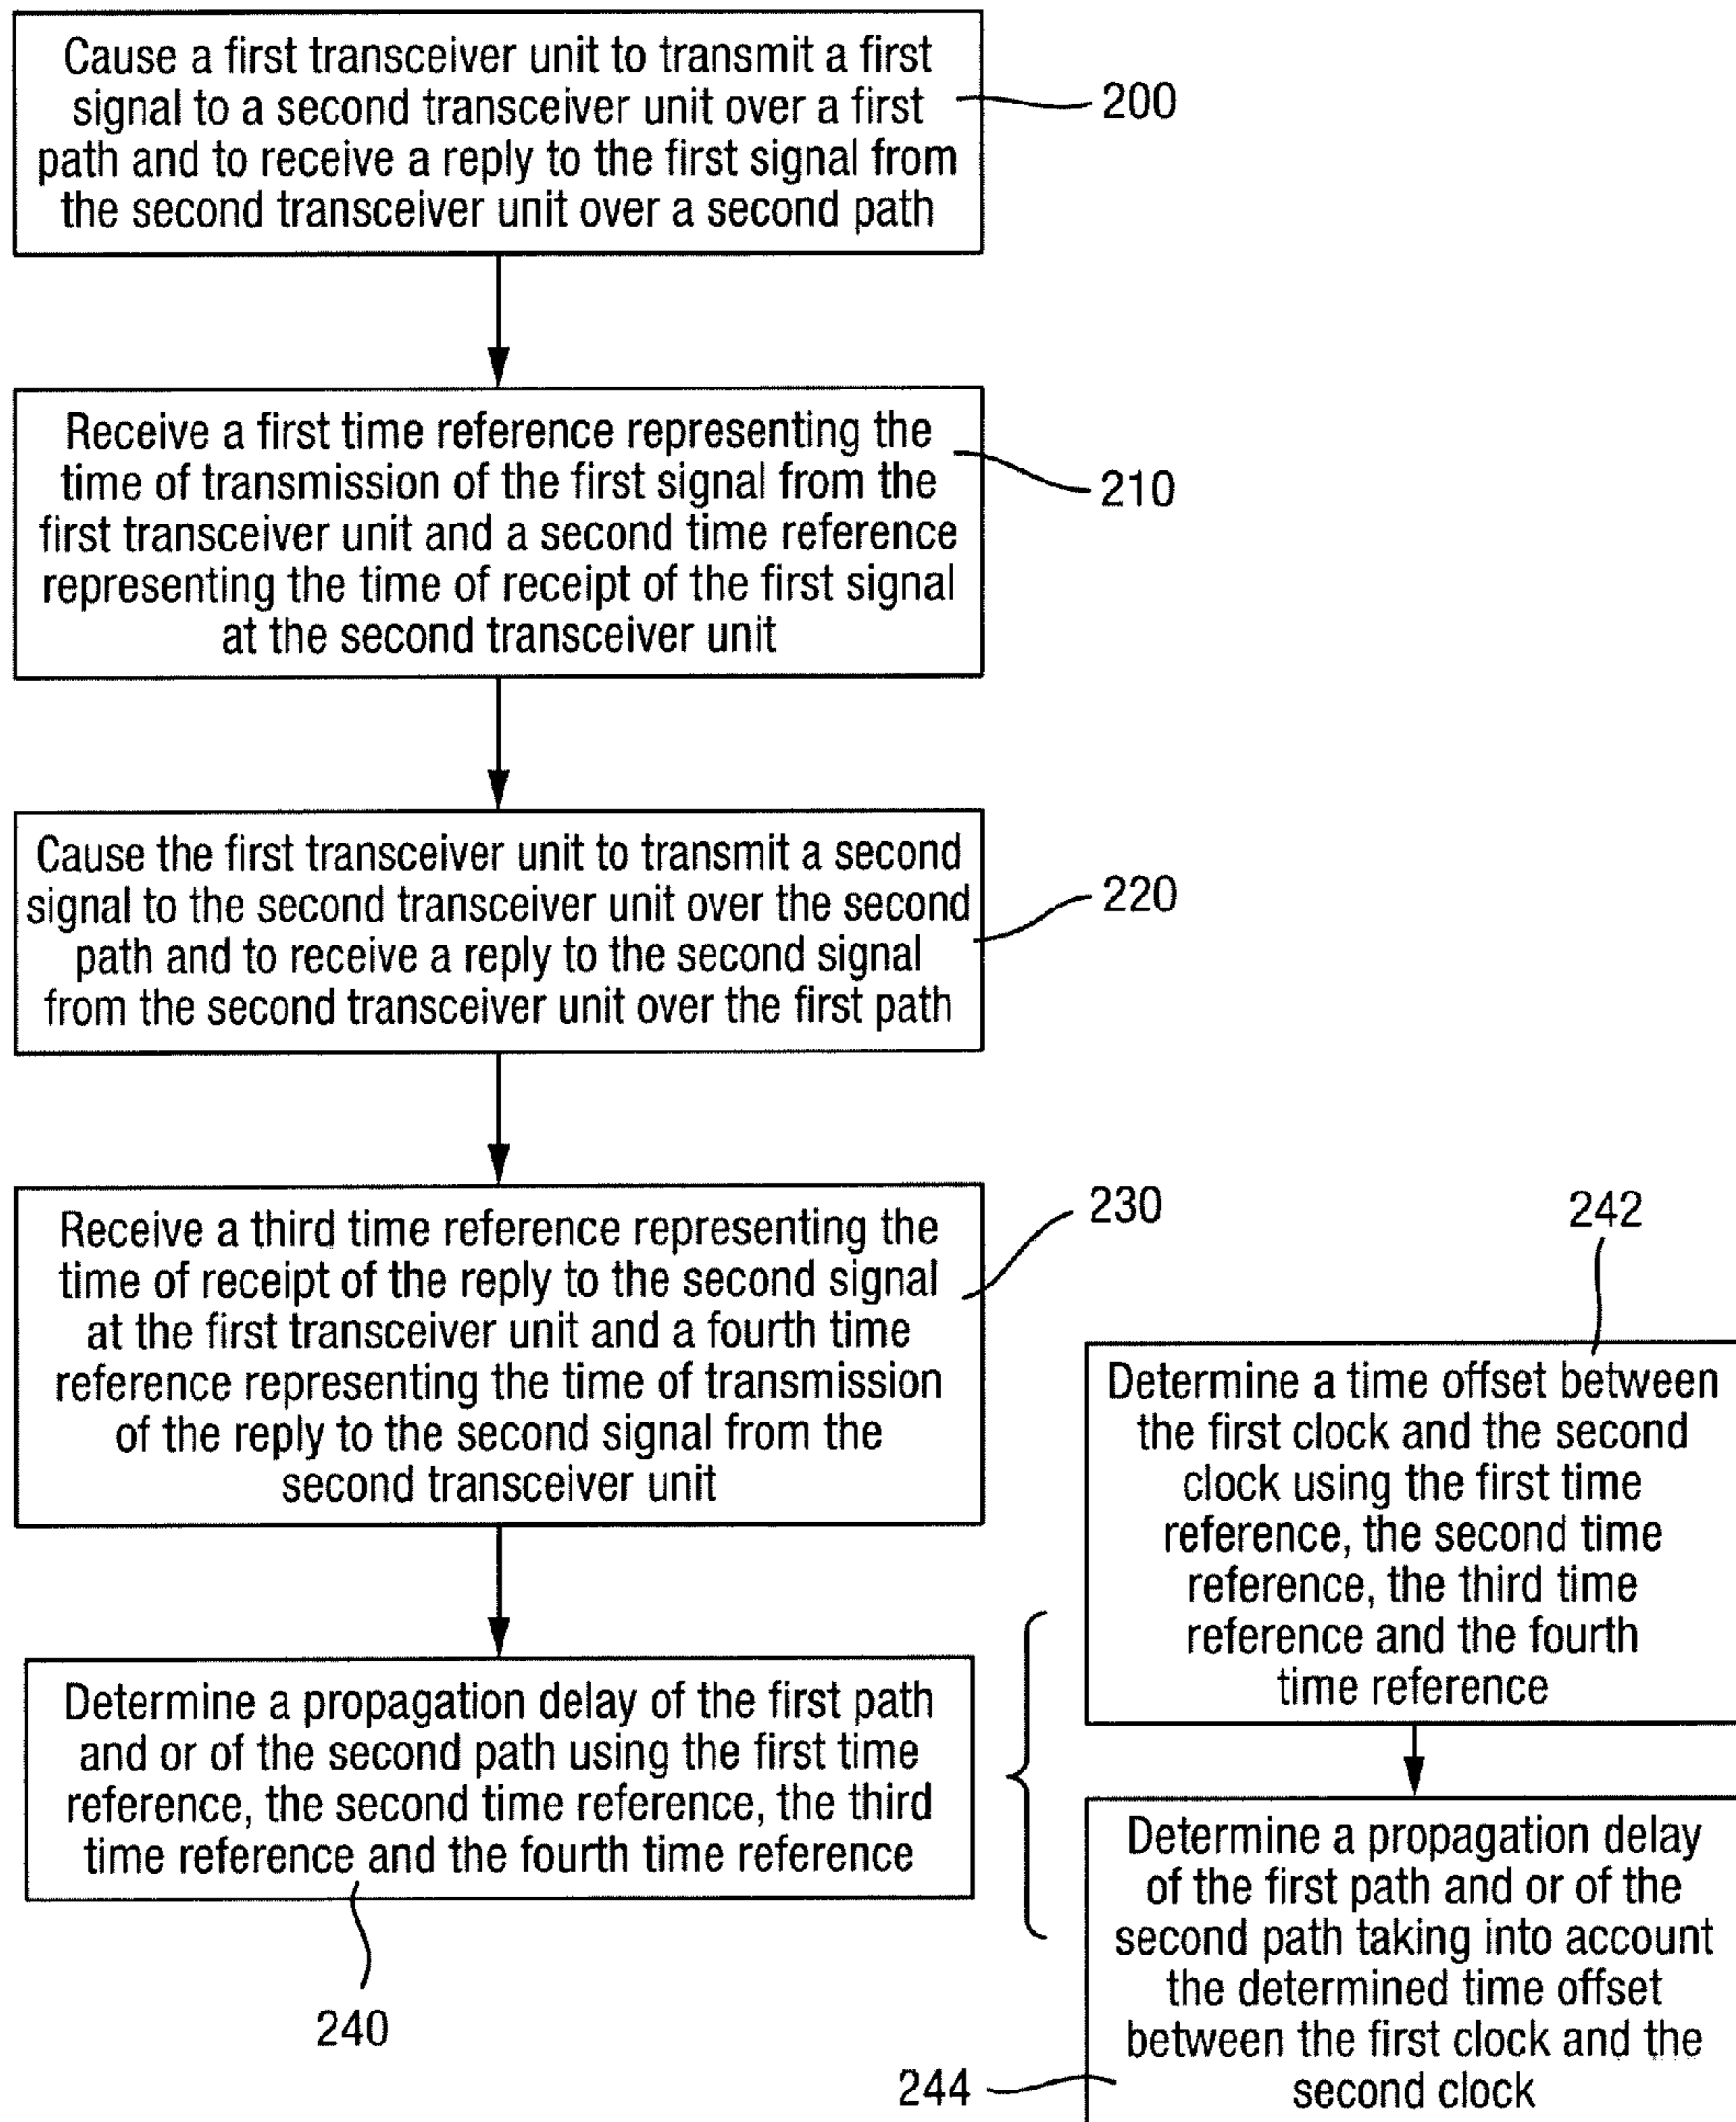 Cause a first transceiver unit to transmit a first
signal to a second transceiver unit over a first
path and to receive a reply to the first signal from
the second transceiver unit over a second path
200
Receive a first time reference representing the
time of transmission of the first signal from the
first transceiver unit and a second time reference
representing the time of receipt of the first signal
at the second transceiver unit
210
Cause the first transceiver unit to transmit a second
signal to the second transceiver unit over the second
path and to receive a reply to the second signal
from the second transceiver unit over the first path
220
Receive a third time reference representing the
time of receipt of the reply to the second signal
at the first transceiver unit and a fourth time
reference representing the time of transmission
of the reply to the second signal from the
second transceiver unit
230
Determine a propagation delay of the first path
and or of the second path using the first time
reference, the second time reference, the third
time reference and the fourth time reference
240
242
Determine a time offset between
the first clock and the second
clock using the first time
reference, the second time
reference, the third time
reference and the fourth
time reference
Determine a propagation delay
of the first path and or of the
second path taking into account
the determined time offset
between the first clock and the
second clock
244